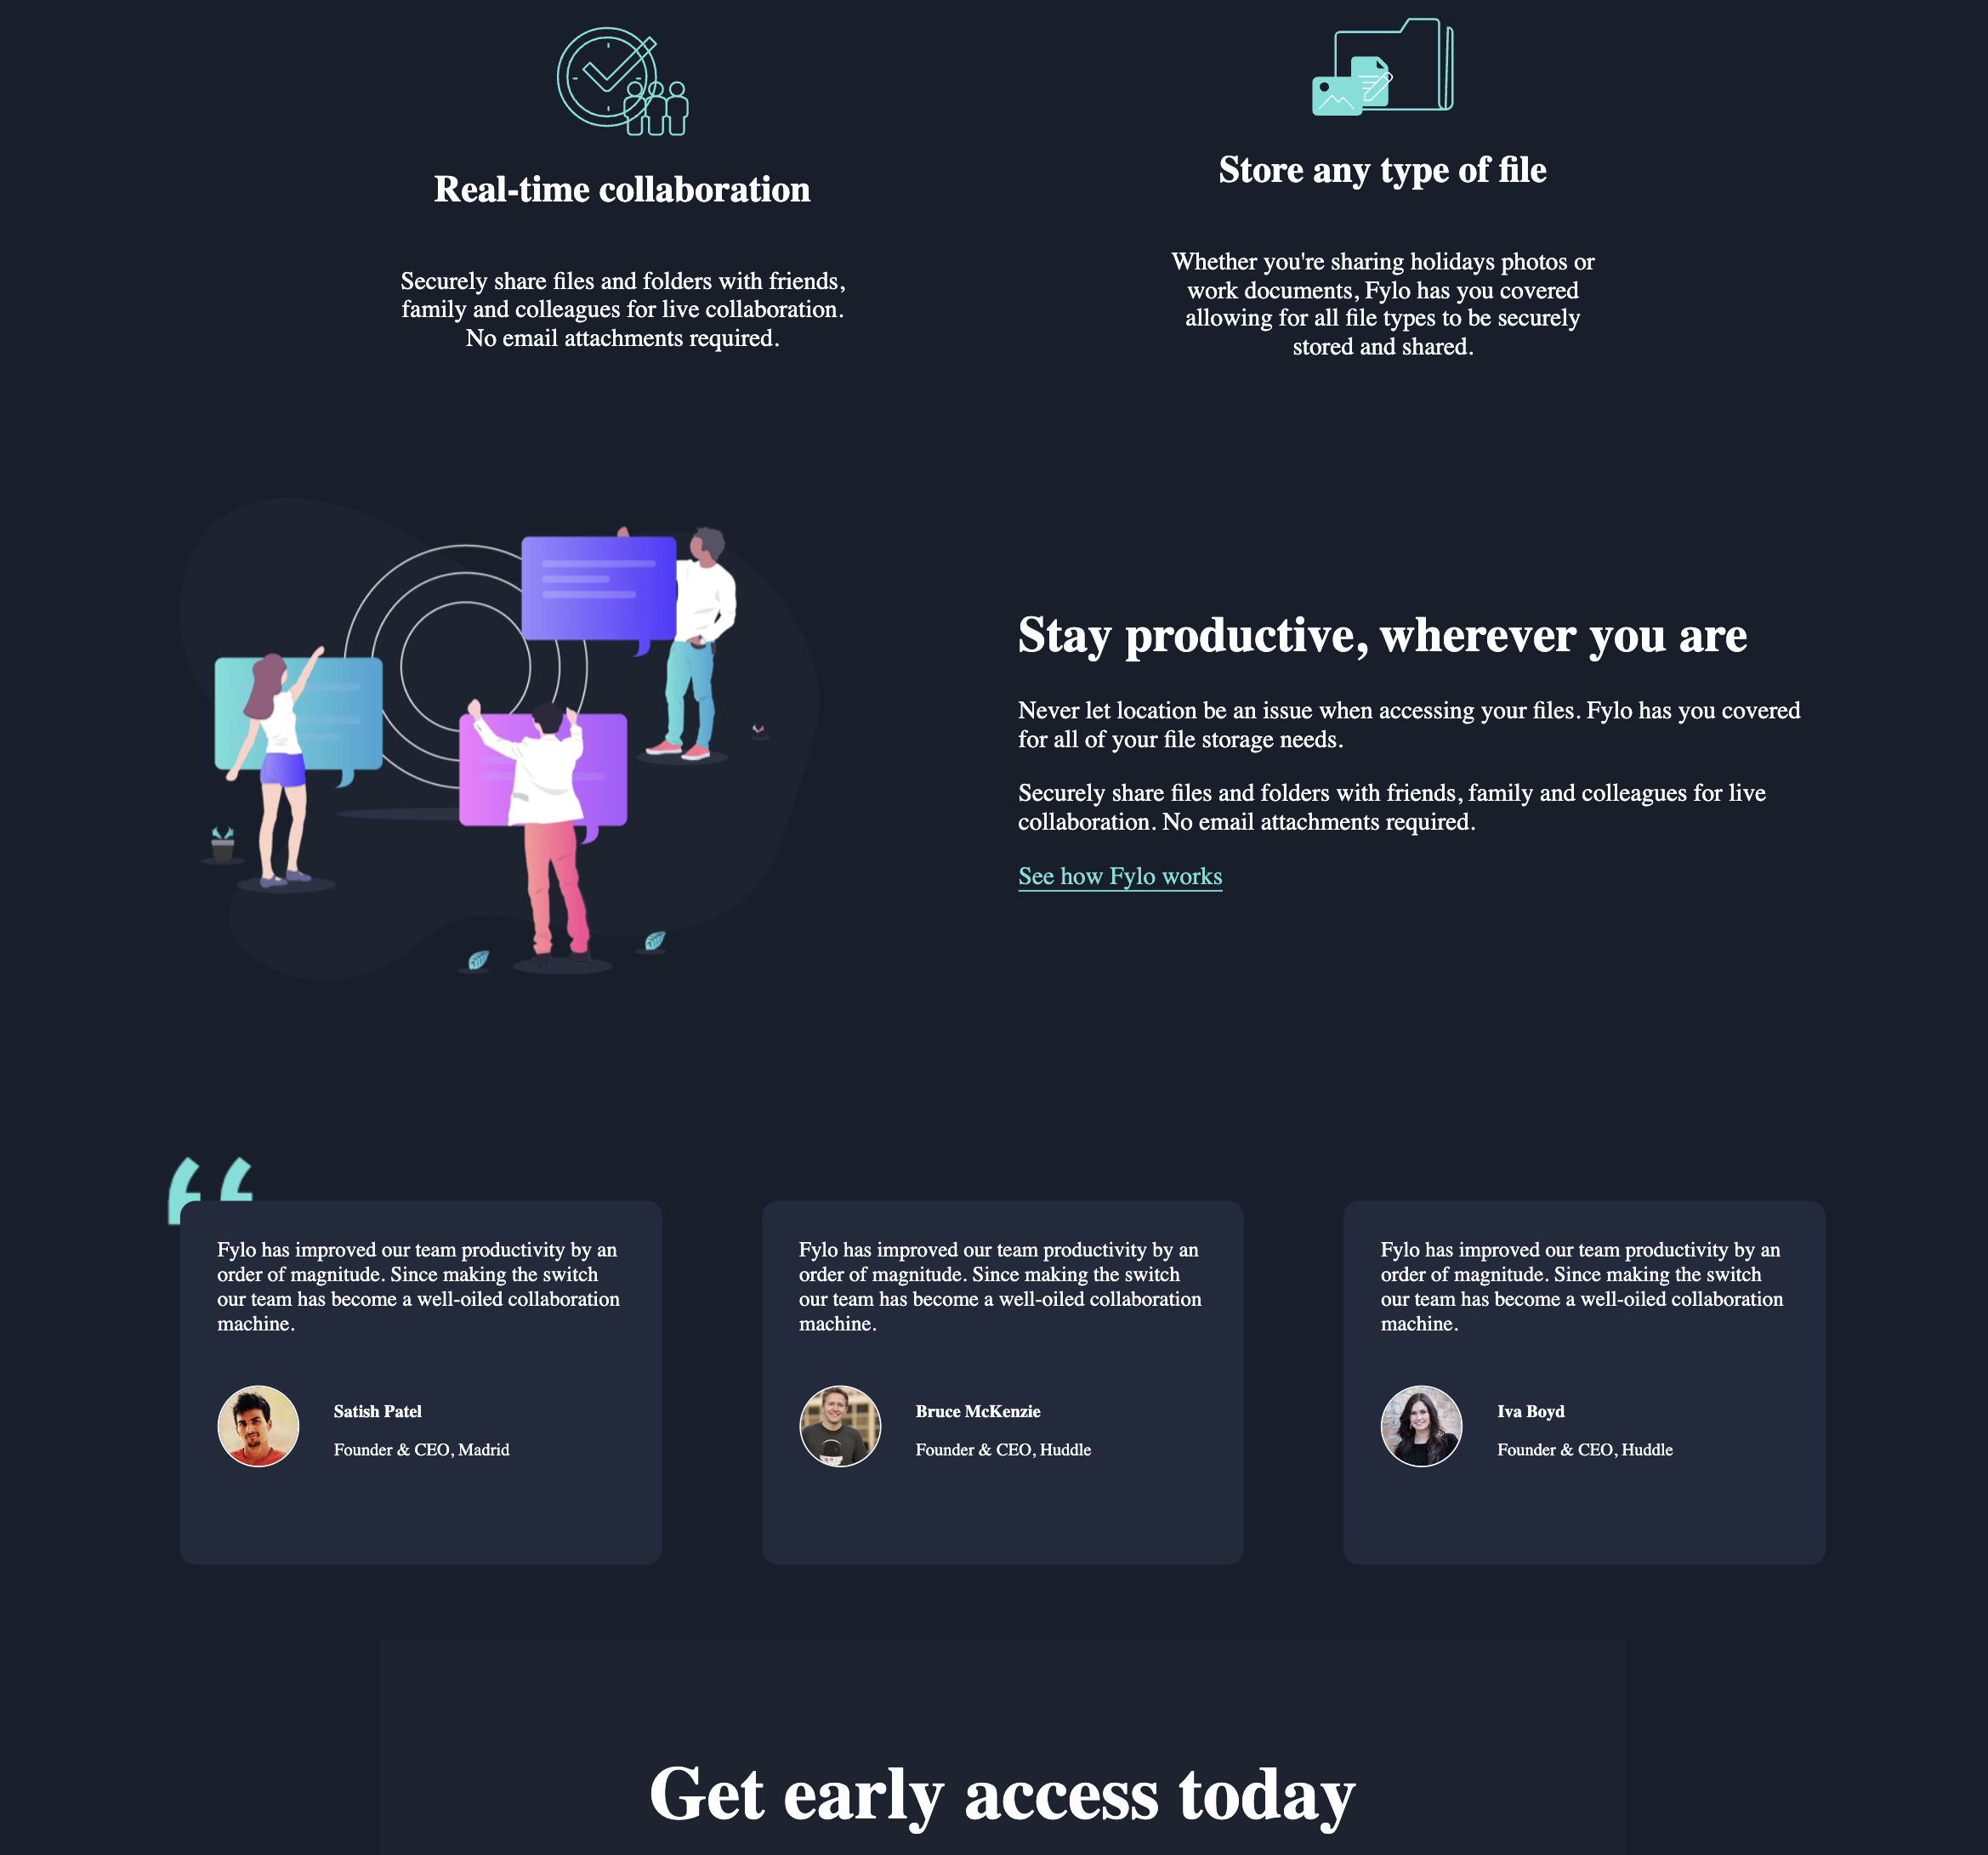 Real-time collaboration
Securely share files and folders with friends,
family and colleagues for live collaboration.
No email attachments required.
Store any type of file
Whether you're sharing holidays photos or
work documents, Fylo has you covered
allowing for all file types to be securely
stored and shared.
Stay productive, wherever you are
Never let location be an issue when accessing your files. Fylo has you covered
for all of your file storage needs.
Securely share files and folders with friends, family and colleagues for live
collaboration. No email attachments required.
See how Fylo works
“
Fylo has improved our team productivity by an
order of magnitude. Since making the switch
our team has become a well-oiled collaboration
machine.
Satish Patel
Founder & CEO, Madrid
Fylo has improved our team productivity by an
order of magnitude. Since making the switch
our team has become a well-oiled collaboration
machine.
Bruce McKenzie
Founder & CEO, Huddle
Fylo has improved our team productivity by an
order of magnitude. Since making the switch
our team has become a well-oiled collaboration
machine.
Iva Boyd
Founder & CEO, Huddle
Get early access today